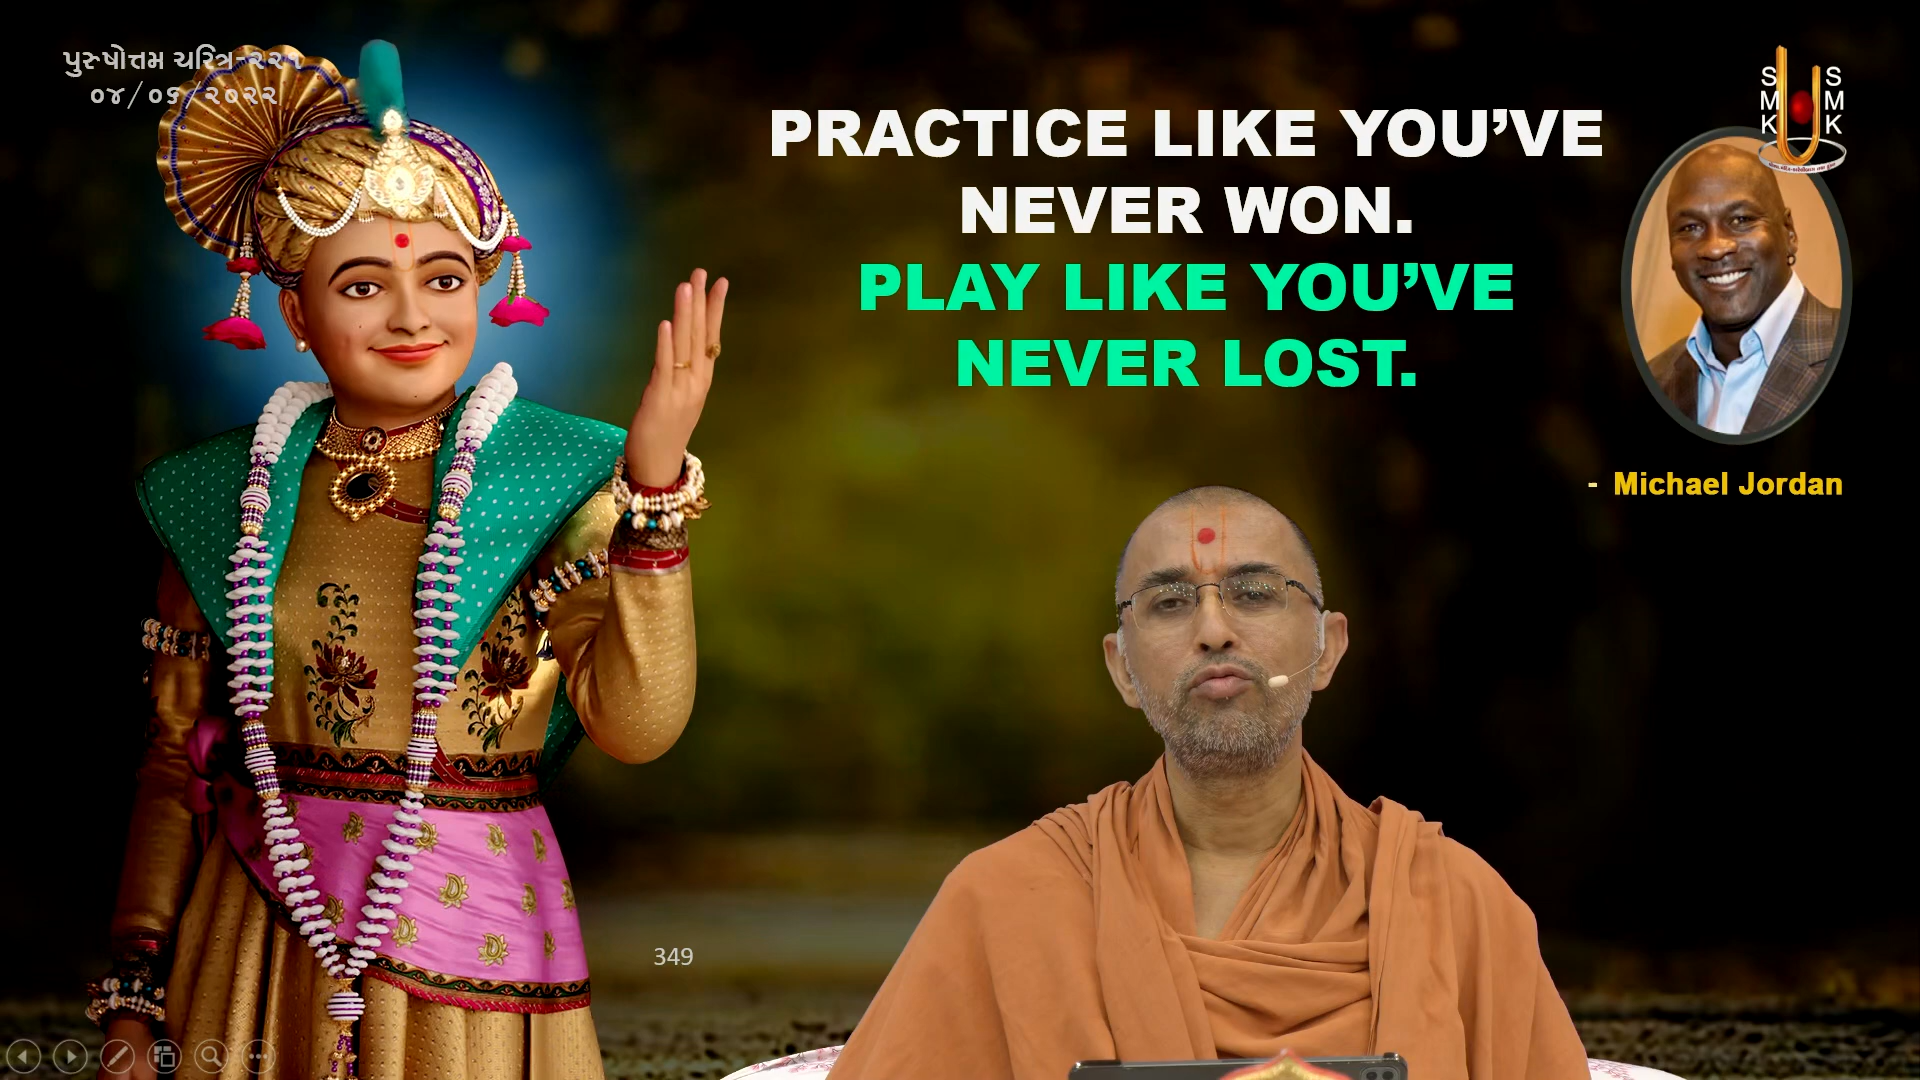 પુરુષોત્તમ ચરિત્ર-૨૨૧
૦૪/૦૬/૨૦૨૨
PRACTICE LIKE YOU’VE
NEVER WON.
PLAY LIKE YOU’VE
NEVER LOST.
S S
M M
K K
- Michael Jordan
349